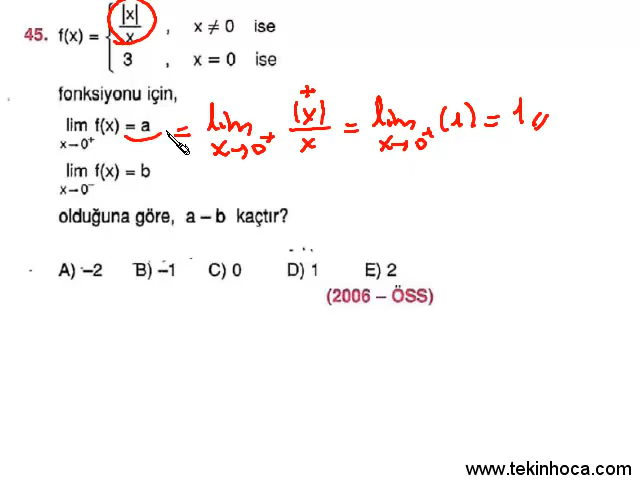 45. f(x) = { |x|/x , x ≠ 0 ise
3 , x = 0 ise
fonksiyonu için,
lim x→0⁺ f(x) = a = lim x→0⁺ (x)/x = lim x→0⁺ (1) = 1
+
lim x→0⁻ f(x) = b
olduğuna göre, a – b kaçtır?
A) –2 B) –1 C) 0 D) 1 E) 2
(2006 – ÖSS)
www.tekinhoca.com